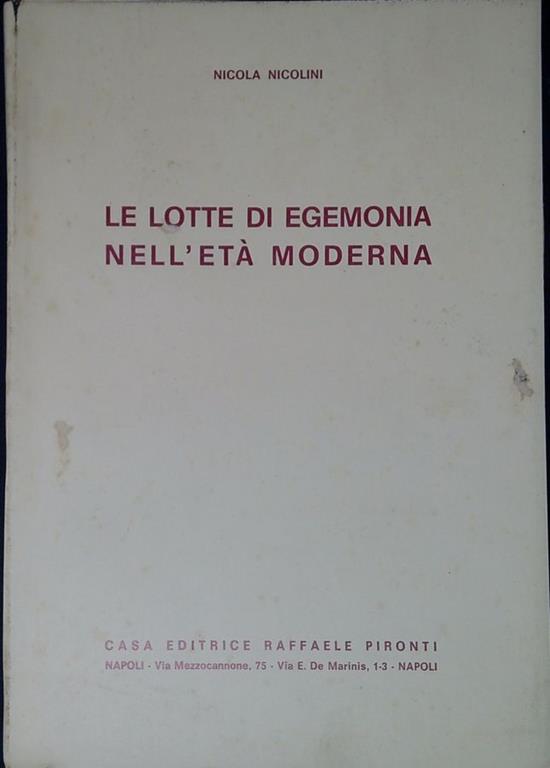 NICOLA NICOLINI
LE LOTTE DI EGEMONIA
NELL'ETÀ MODERNA
CASA EDITRICE RAFFAELE PIRONTI
NAPOLI - Via Mezzocannone, 75 - Via E. De Marinis, 1-3 - NAPOLI